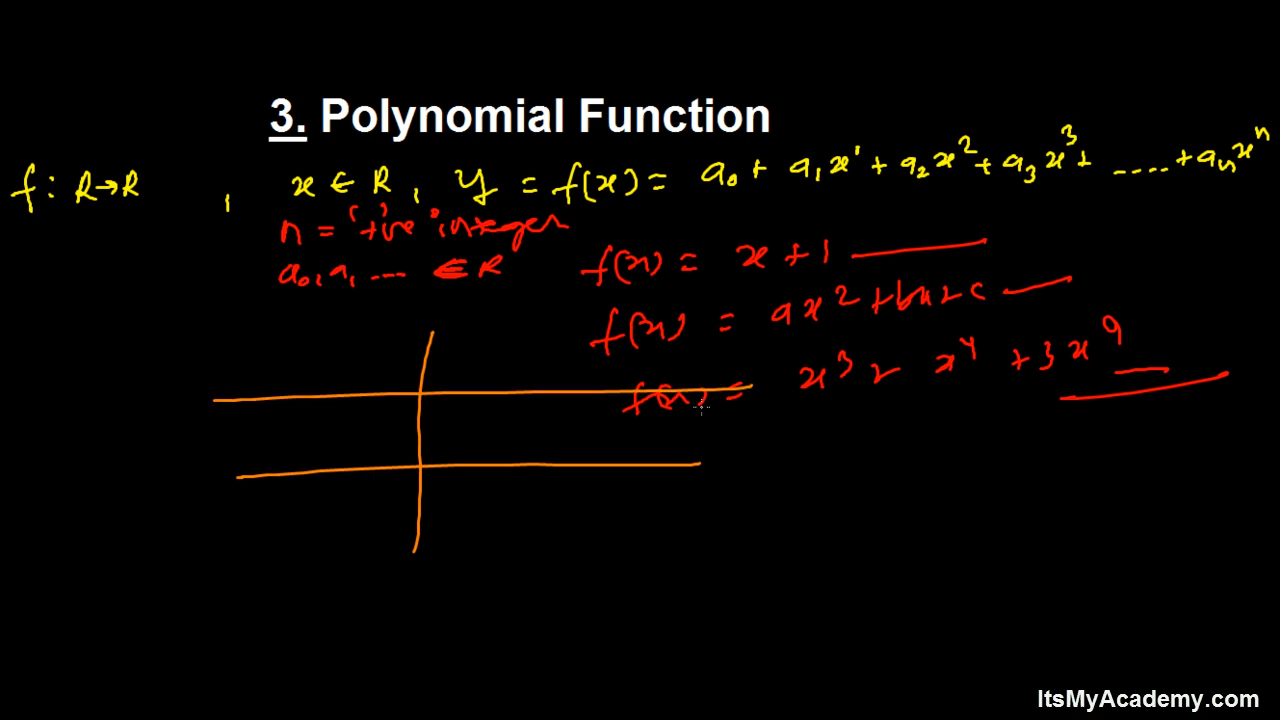 3. Polynomial Function
f : R→R , x ∈ R , y = f(x) = a₀ + a₁x¹ + a₂x² + a₃x³ + ..... + aₙxⁿ
n = '+ive' integer
a₀, a₁ ... ∈ R
f(x) = x + 1
f(x) = ax² + bx + c
f(x) = x³ + x⁴ + 3x⁹
ItsMyAcademy.com